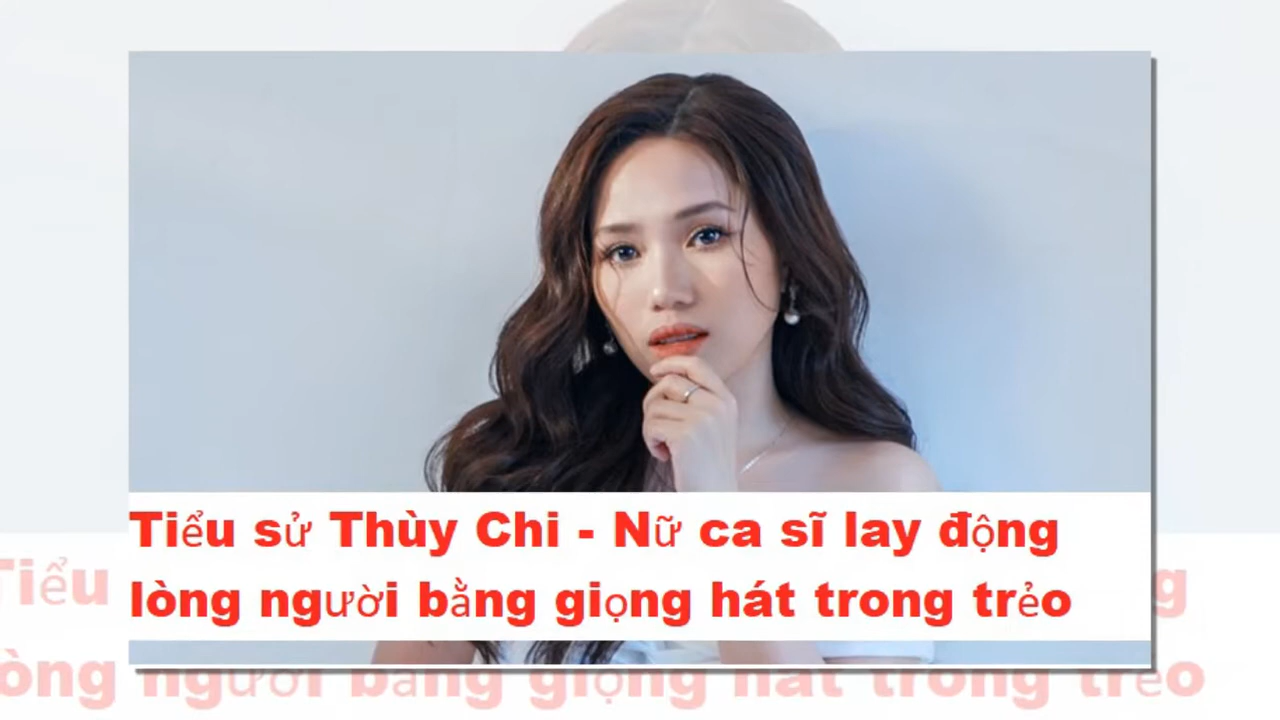 Tiểu sử Thùy Chi - Nữ ca sĩ lay động
lòng người bằng giọng hát trong trẻo